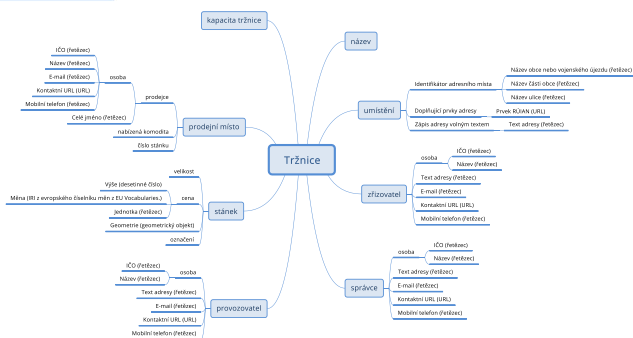 kapacita tržnice
název
IČO (řetězec)
Název (řetězec)
E-mail (řetězec)
Kontaktní URL (URL)
Mobilní telefon (řetězec)
osoba
Celé jméno (řetězec)
prodejce
nabízená komodita
číslo stánku
prodejní místo
umístění
Identifikátor adresního místa
Název obce nebo vojenského újezdu (řetězec)
Název části obce (řetězec)
Název ulice (řetězec)
Doplňující prvky adresy
Prvek RÚIAN (URL)
Zápis adresy volným textem
Text adresy (řetězec)
Tržnice
zřizovatel
osoba
IČO (řetězec)
Název (řetězec)
Text adresy (řetězec)
E-mail (řetězec)
Kontaktní URL (URL)
Mobilní telefon (řetězec)
velikost
Výše (desetinné číslo)
Měna (IRI z evropského číselníku měn z EU Vocabularies.)
Jednotka (řetězec)
cena
Geometrie (geometrický objekt)
označení
stánek
správce
osoba
IČO (řetězec)
Název (řetězec)
Text adresy (řetězec)
E-mail (řetězec)
Kontaktní URL (URL)
Mobilní telefon (řetězec)
IČO (řetězec)
Název (řetězec)
osoba
Text adresy (řetězec)
E-mail (řetězec)
Kontaktní URL (URL)
Mobilní telefon (řetězec)
provozovatel